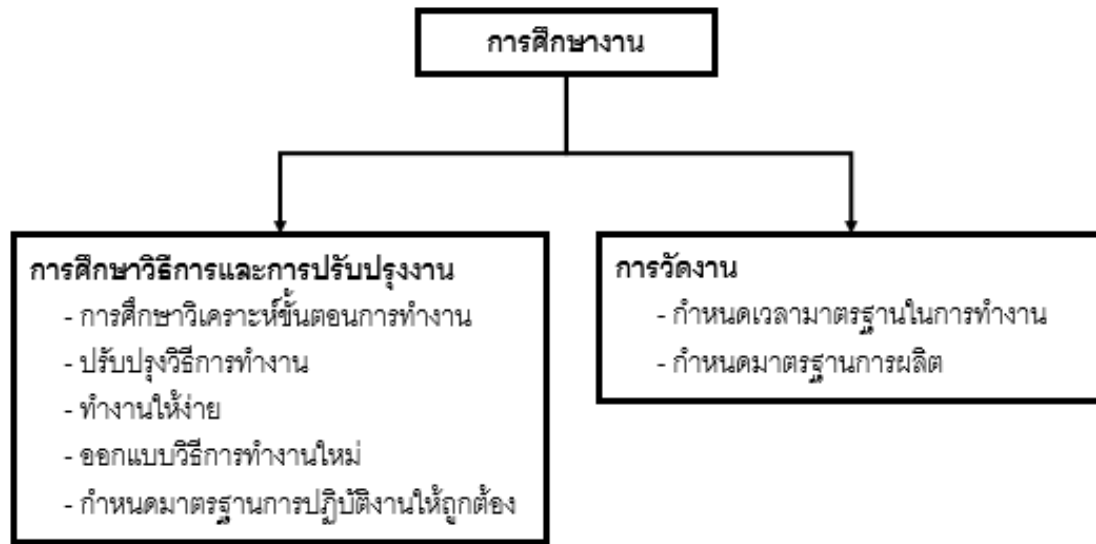 การศึกษางาน
การศึกษาวิธีการและการปรับปรุงงาน
- การศึกษาวิเคราะห์ขั้นตอนการทำงาน
- ปรับปรุงวิธีการทำงาน
- ทำงานให้ง่าย
- ออกแบบวิธีการทำงานใหม่
- กำหนดมาตรฐานการปฏิบัติงานให้ถูกต้อง
การวัดงาน
- กำหนดเวลามาตรฐานในการทำงาน
- กำหนดมาตรฐานการผลิต